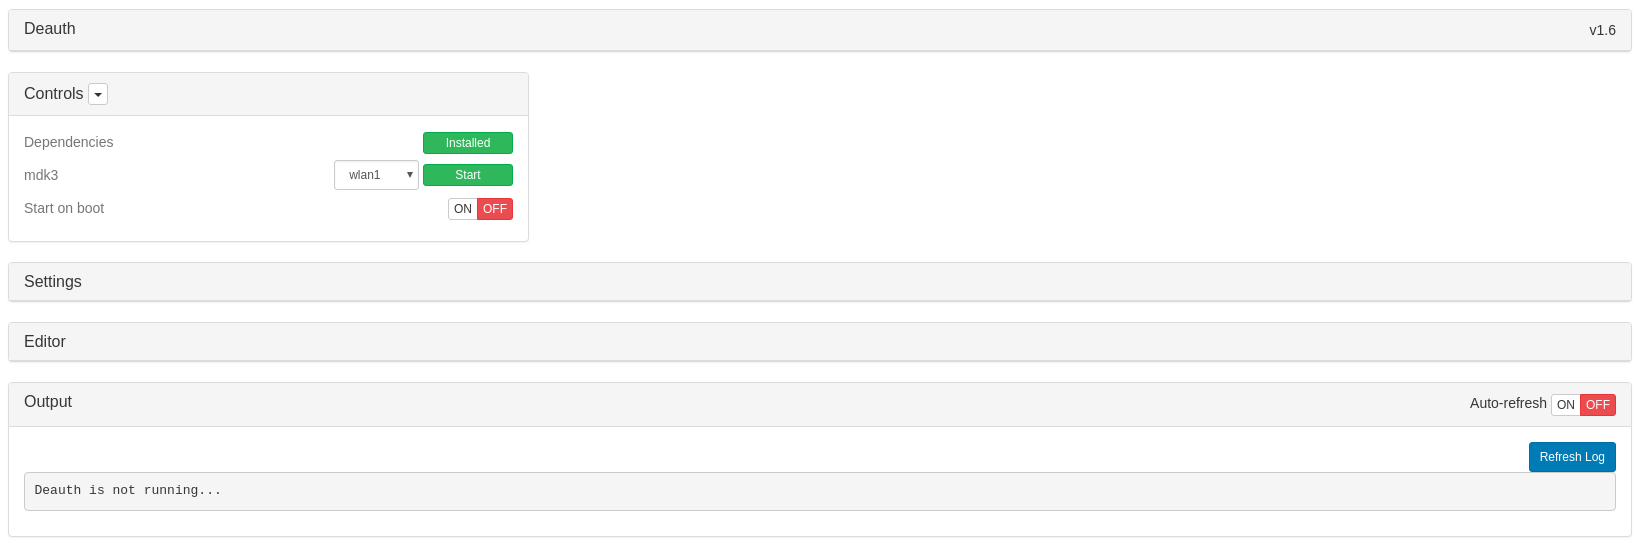 Deauth v1.6
Controls
Dependencies Installed
mdk3 wlan1 Start
Start on boot ON OFF
Settings
Editor
Output Auto-refresh ON OFF
Refresh Log
Deauth is not running...